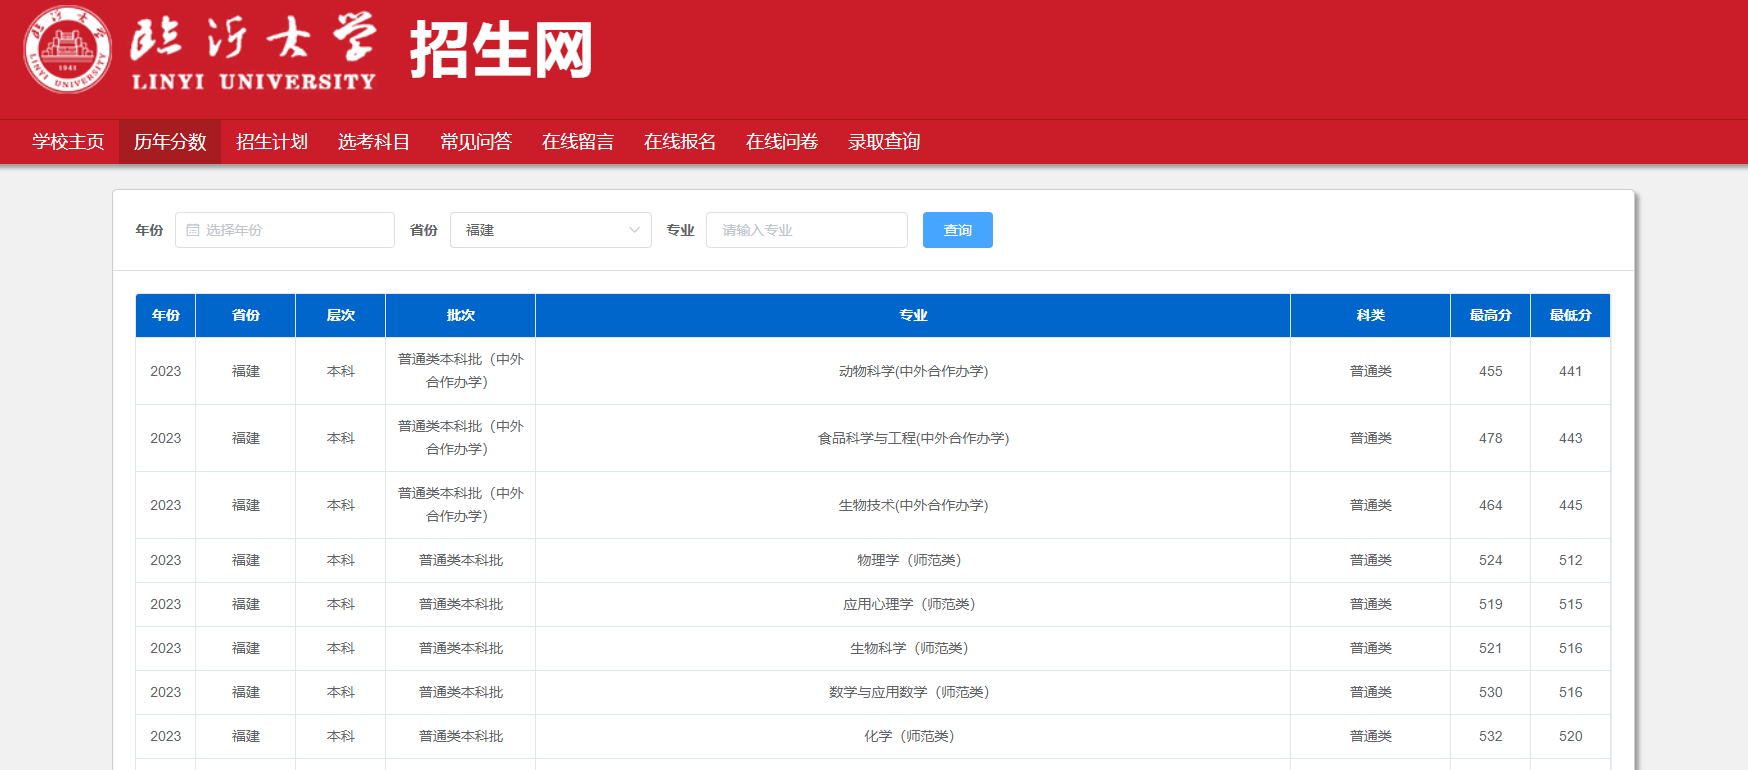 临沂大学 招生网
LINYI UNIVERSITY
临沂大学
LINYI UNIVERSITY
1941
学校主页 历年分数 招生计划 选考科目 常见问答 在线留言 在线报名 在线问卷 录取查询
年份 选择年份 省份 福建 专业 请输入专业 查询
年份 省份 层次 批次 专业 科类 最高分 最低分
2023 福建 本科 普通类本科批（中外 动物科学(中外合作办学) 普通类 455 441
合作办学）
2023 福建 本科 普通类本科批（中外 食品科学与工程(中外合作办学) 普通类 478 443
合作办学）
2023 福建 本科 普通类本科批（中外 生物技术(中外合作办学) 普通类 464 445
合作办学）
2023 福建 本科 普通类本科批 物理学（师范类） 普通类 524 512
2023 福建 本科 普通类本科批 应用心理学（师范类） 普通类 519 515
2023 福建 本科 普通类本科批 生物科学（师范类） 普通类 521 516
2023 福建 本科 普通类本科批 数学与应用数学（师范类） 普通类 530 516
2023 福建 本科 普通类本科批 化学（师范类） 普通类 532 520